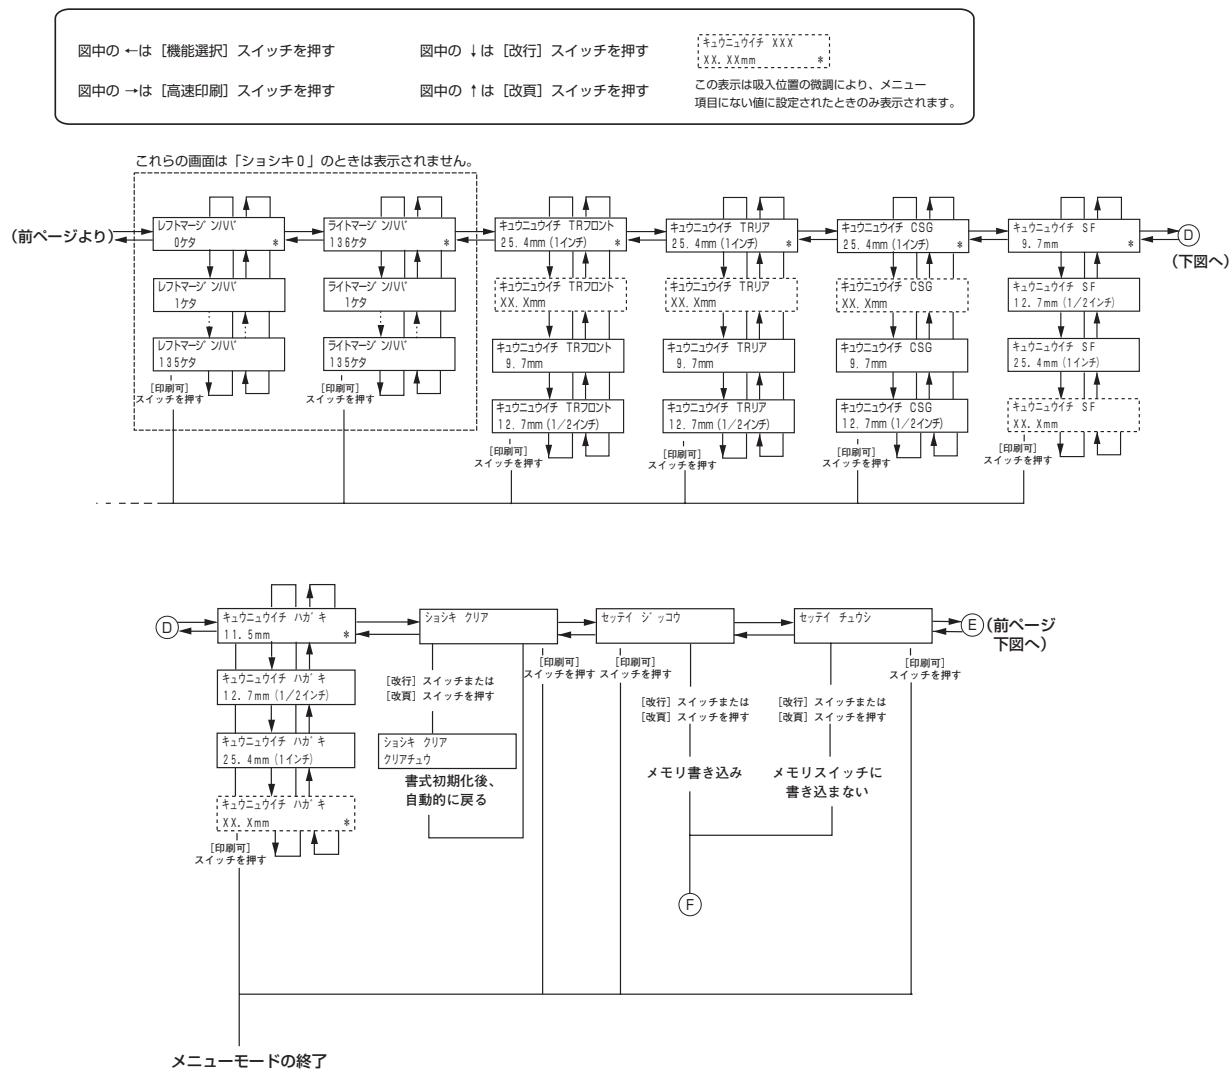 図中の ←は［機能選択］スイッチを押す
図中の ↓は［改行］スイッチを押す
図中の →は［高速印刷］スイッチを押す
図中の ↑は［改頁］スイッチを押す
キュウニュウイチ XXX
XX. XXmm *
この表示は吸入位置の微調により、メニュー
項目にない値に設定されたときのみ表示されます。
これらの画面は「ショシキ0」のときは表示されません。
(前ページより)
レフトマージンハバ
0ケタ *
レフトマージンハバ
1ケタ
レフトマージンハバ
135ケタ
［印刷可］
スイッチを押す
ライトマージンハバ
136ケタ *
ライトマージンハバ
1ケタ
ライトマージンハバ
135ケタ
［印刷可］
スイッチを押す
キュウニュウイチ TRフロント
25. 4mm (1インチ) *
キュウニュウイチ TRフロント
XX. Xmm
キュウニュウイチ TRフロント
9. 7mm
キュウニュウイチ TRフロント
12. 7mm (1/2インチ)
［印刷可］
スイッチを押す
キュウニュウイチ TRリア
25. 4mm (1インチ) *
キュウニュウイチ TRリア
XX. Xmm
キュウニュウイチ TRリア
9. 7mm
キュウニュウイチ TRリア
12. 7mm (1/2インチ)
［印刷可］
スイッチを押す
キュウニュウイチ CSG
25. 4mm (1インチ) *
キュウニュウイチ CSG
XX. Xmm
キュウニュウイチ CSG
9. 7mm
キュウニュウイチ CSG
12. 7mm (1/2インチ)
［印刷可］
スイッチを押す
キュウニュウイチ SF
9. 7mm *
キュウニュウイチ SF
12. 7mm (1/2インチ)
キュウニュウイチ SF
25. 4mm (1インチ)
キュウニュウイチ SF
XX. Xmm
［印刷可］
スイッチを押す
D
(下図へ)
D
キュウニュウイチ ハガキ
11. 5mm *
キュウニュウイチ ハガキ
12. 7mm (1/2インチ)
キュウニュウイチ ハガキ
25. 4mm (1インチ)
キュウニュウイチ ハガキ
XX. Xmm *
［印刷可］
スイッチを押す
ショシキ クリア
［改行］スイッチまたは
［改頁］スイッチを押す
ショシキ クリア
クリアチュウ
書式初期化後、
自動的に戻る
［印刷可］
スイッチを押す
セッテイ ジッコウ
［印刷可］
スイッチを押す
［改行］スイッチまたは
［改頁］スイッチを押す
メモリ書き込み
セッテイ チュウシ
［改行］スイッチまたは
［改頁］スイッチを押す
メモリスイッチに
書き込まない
［印刷可］
スイッチを押す
E
(前ページ
下図へ)
F
メニューモードの終了